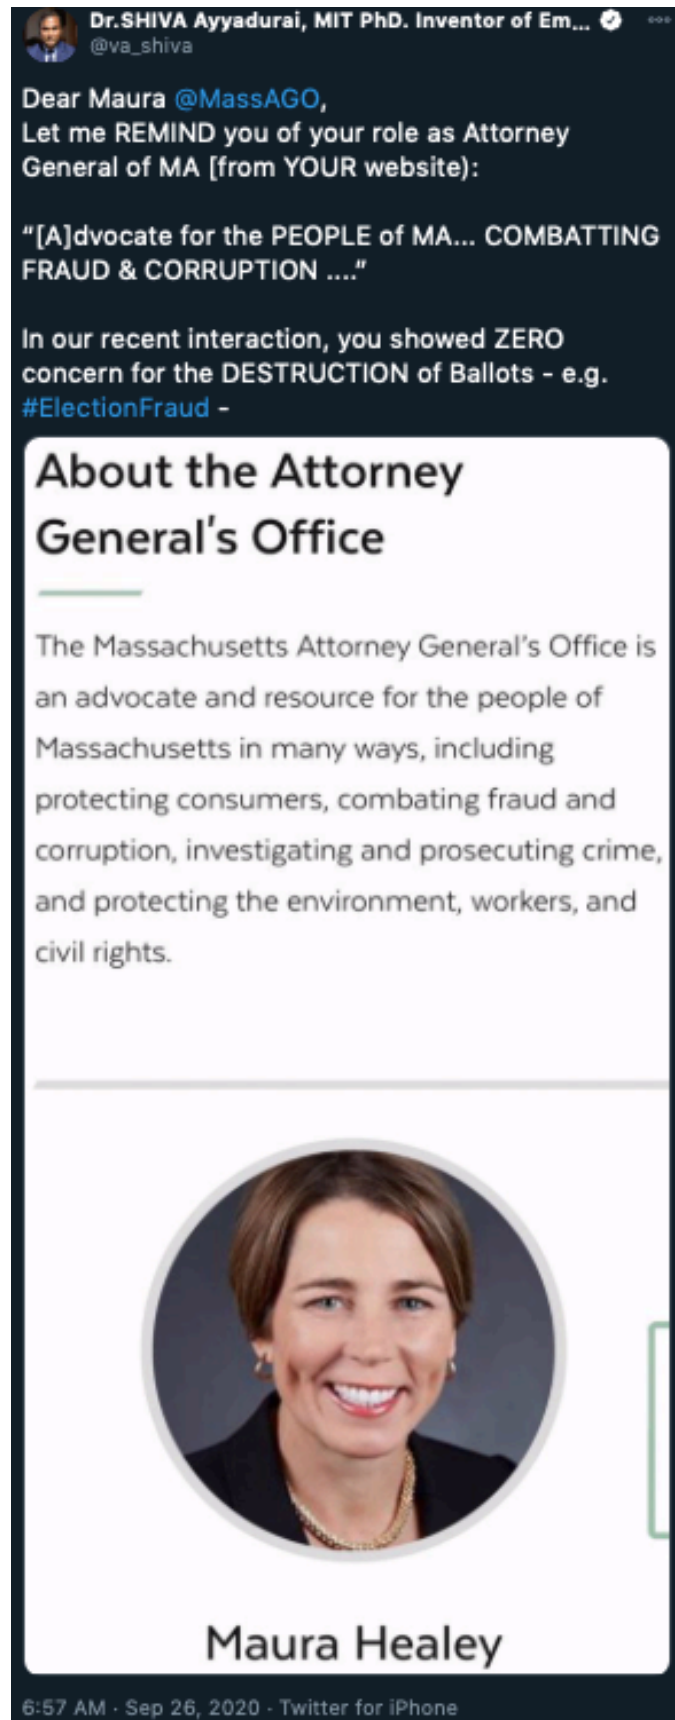 Dr.SHIVA Ayyadurai, MIT PhD. Inventor of Em...
@va_shiva
Dear Maura @MassAGO,
Let me REMIND you of your role as Attorney
General of MA [from YOUR website):
“[A]dvocate for the PEOPLE of MA... COMBATTING
FRAUD & CORRUPTION ....”
In our recent interaction, you showed ZERO
concern for the DESTRUCTION of Ballots - e.g.
#ElectionFraud -
About the Attorney
General's Office
The Massachusetts Attorney General's Office is
an advocate and resource for the people of
Massachusetts in many ways, including
protecting consumers, combating fraud and
corruption, investigating and prosecuting crime,
and protecting the environment, workers, and
civil rights.
Maura Healey
6:57 AM · Sep 26, 2020 · Twitter for iPhone